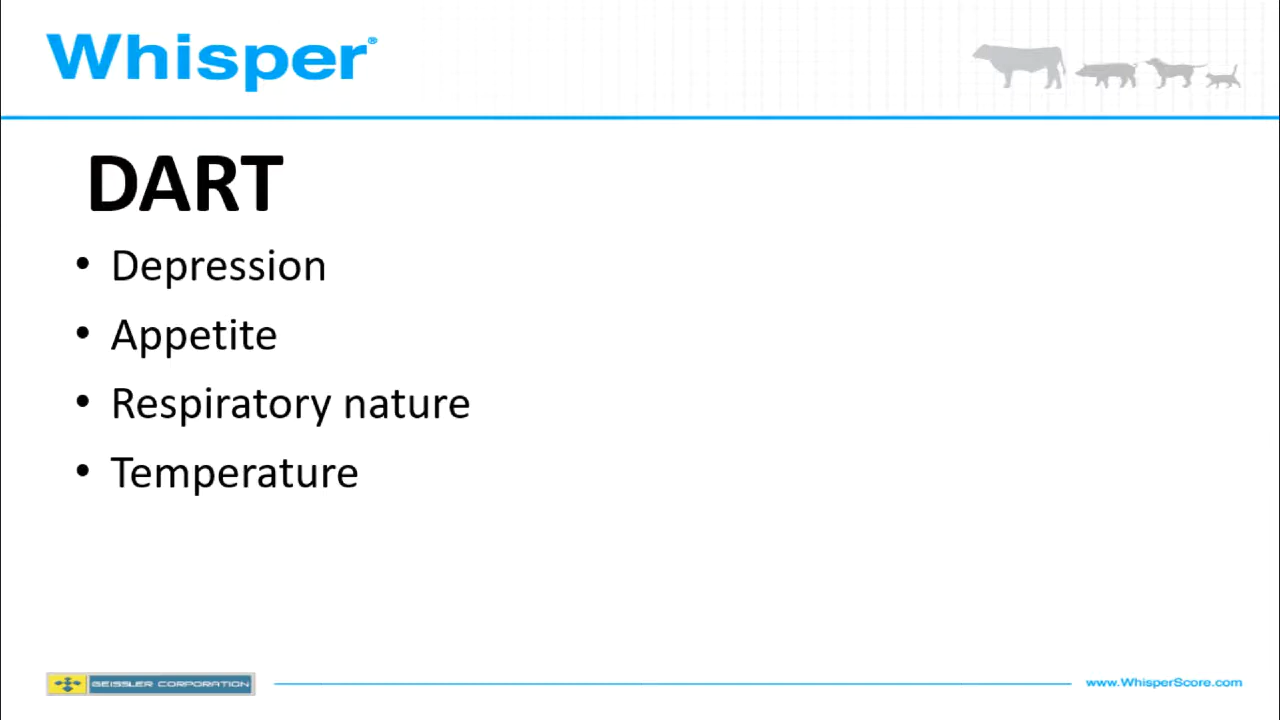 Whisper®
DART
• Depression
• Appetite
• Respiratory nature
• Temperature
GEISSLER CORPORATION
www.WhisperScore.com